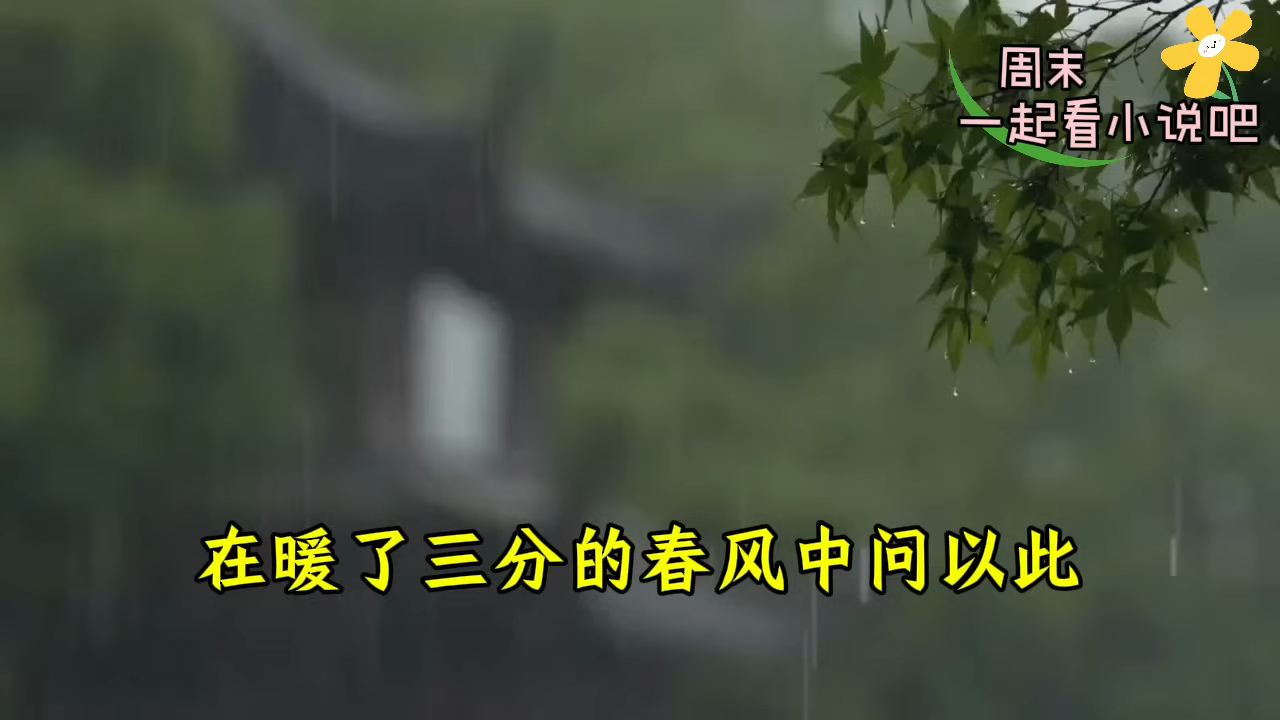 周末
一起看小说吧
在暖了三分的春风中问以此